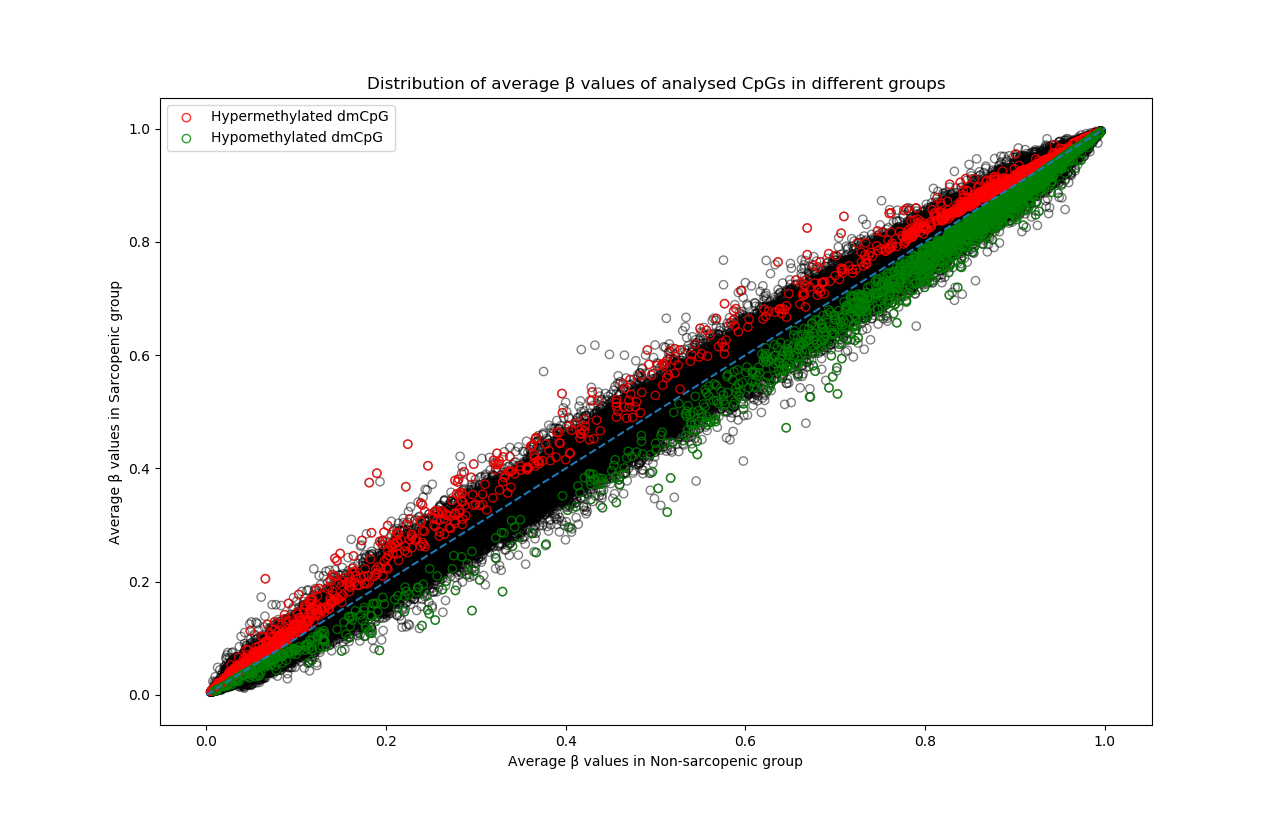 Distribution of average β values of analysed CpGs in different groups
Hypermethylated dmCpG
Hypomethylated dmCpG
1.0
0.8
0.6
0.4
0.2
0.0
Average β values in Sarcopenic group
0.0 0.2 0.4 0.6 0.8 1.0
Average β values in Non-sarcopenic group